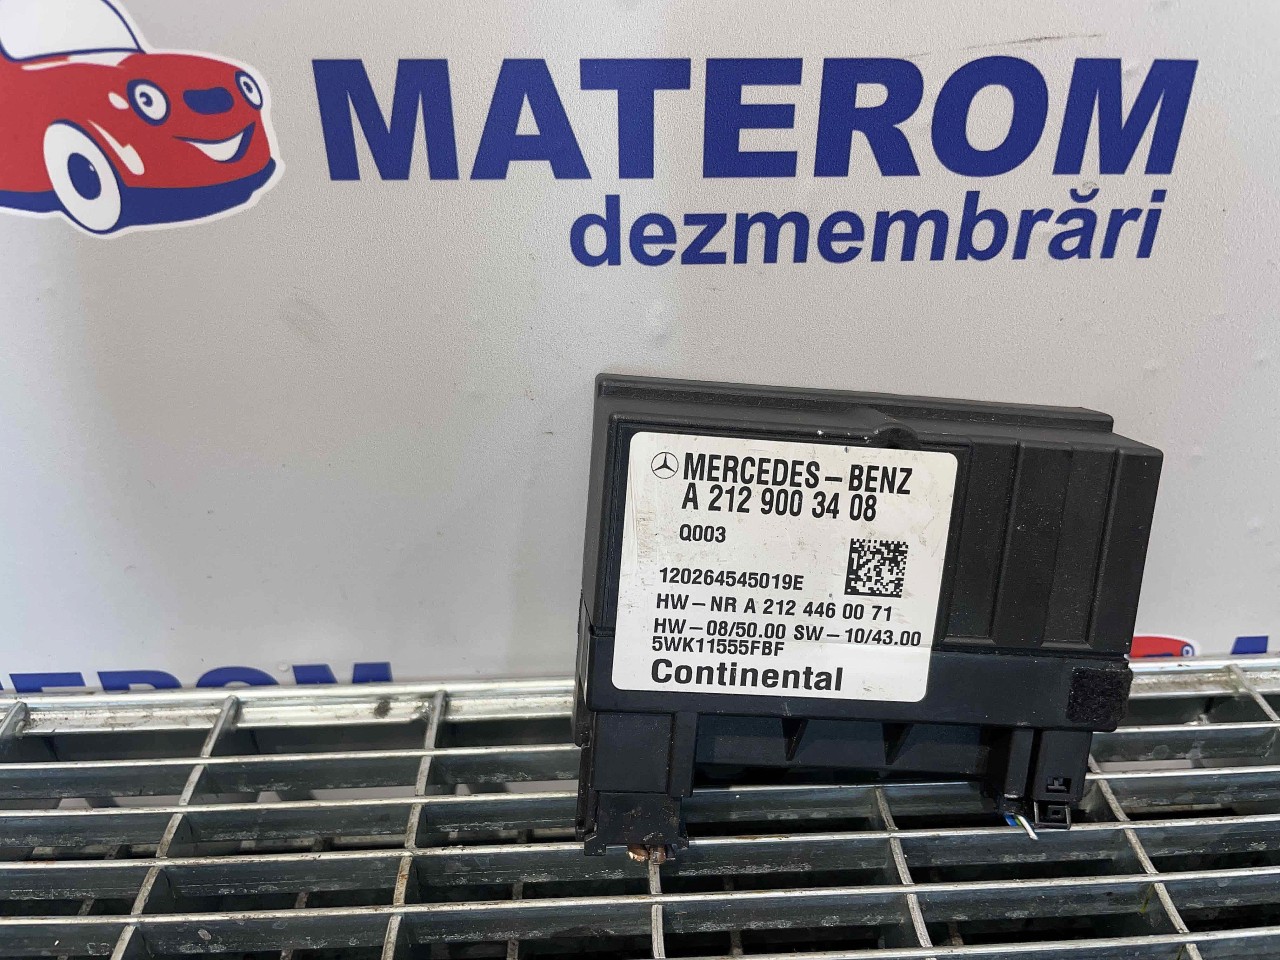 MATEROM
dezmembrări
MERCEDES-BENZ
A 212 900 34 08
Q003
120264545019E
HW-NR A 212 446 00 71
HW-08/50.00 SW-10/43.00
5WK11555FBF
Continental
MATEROM